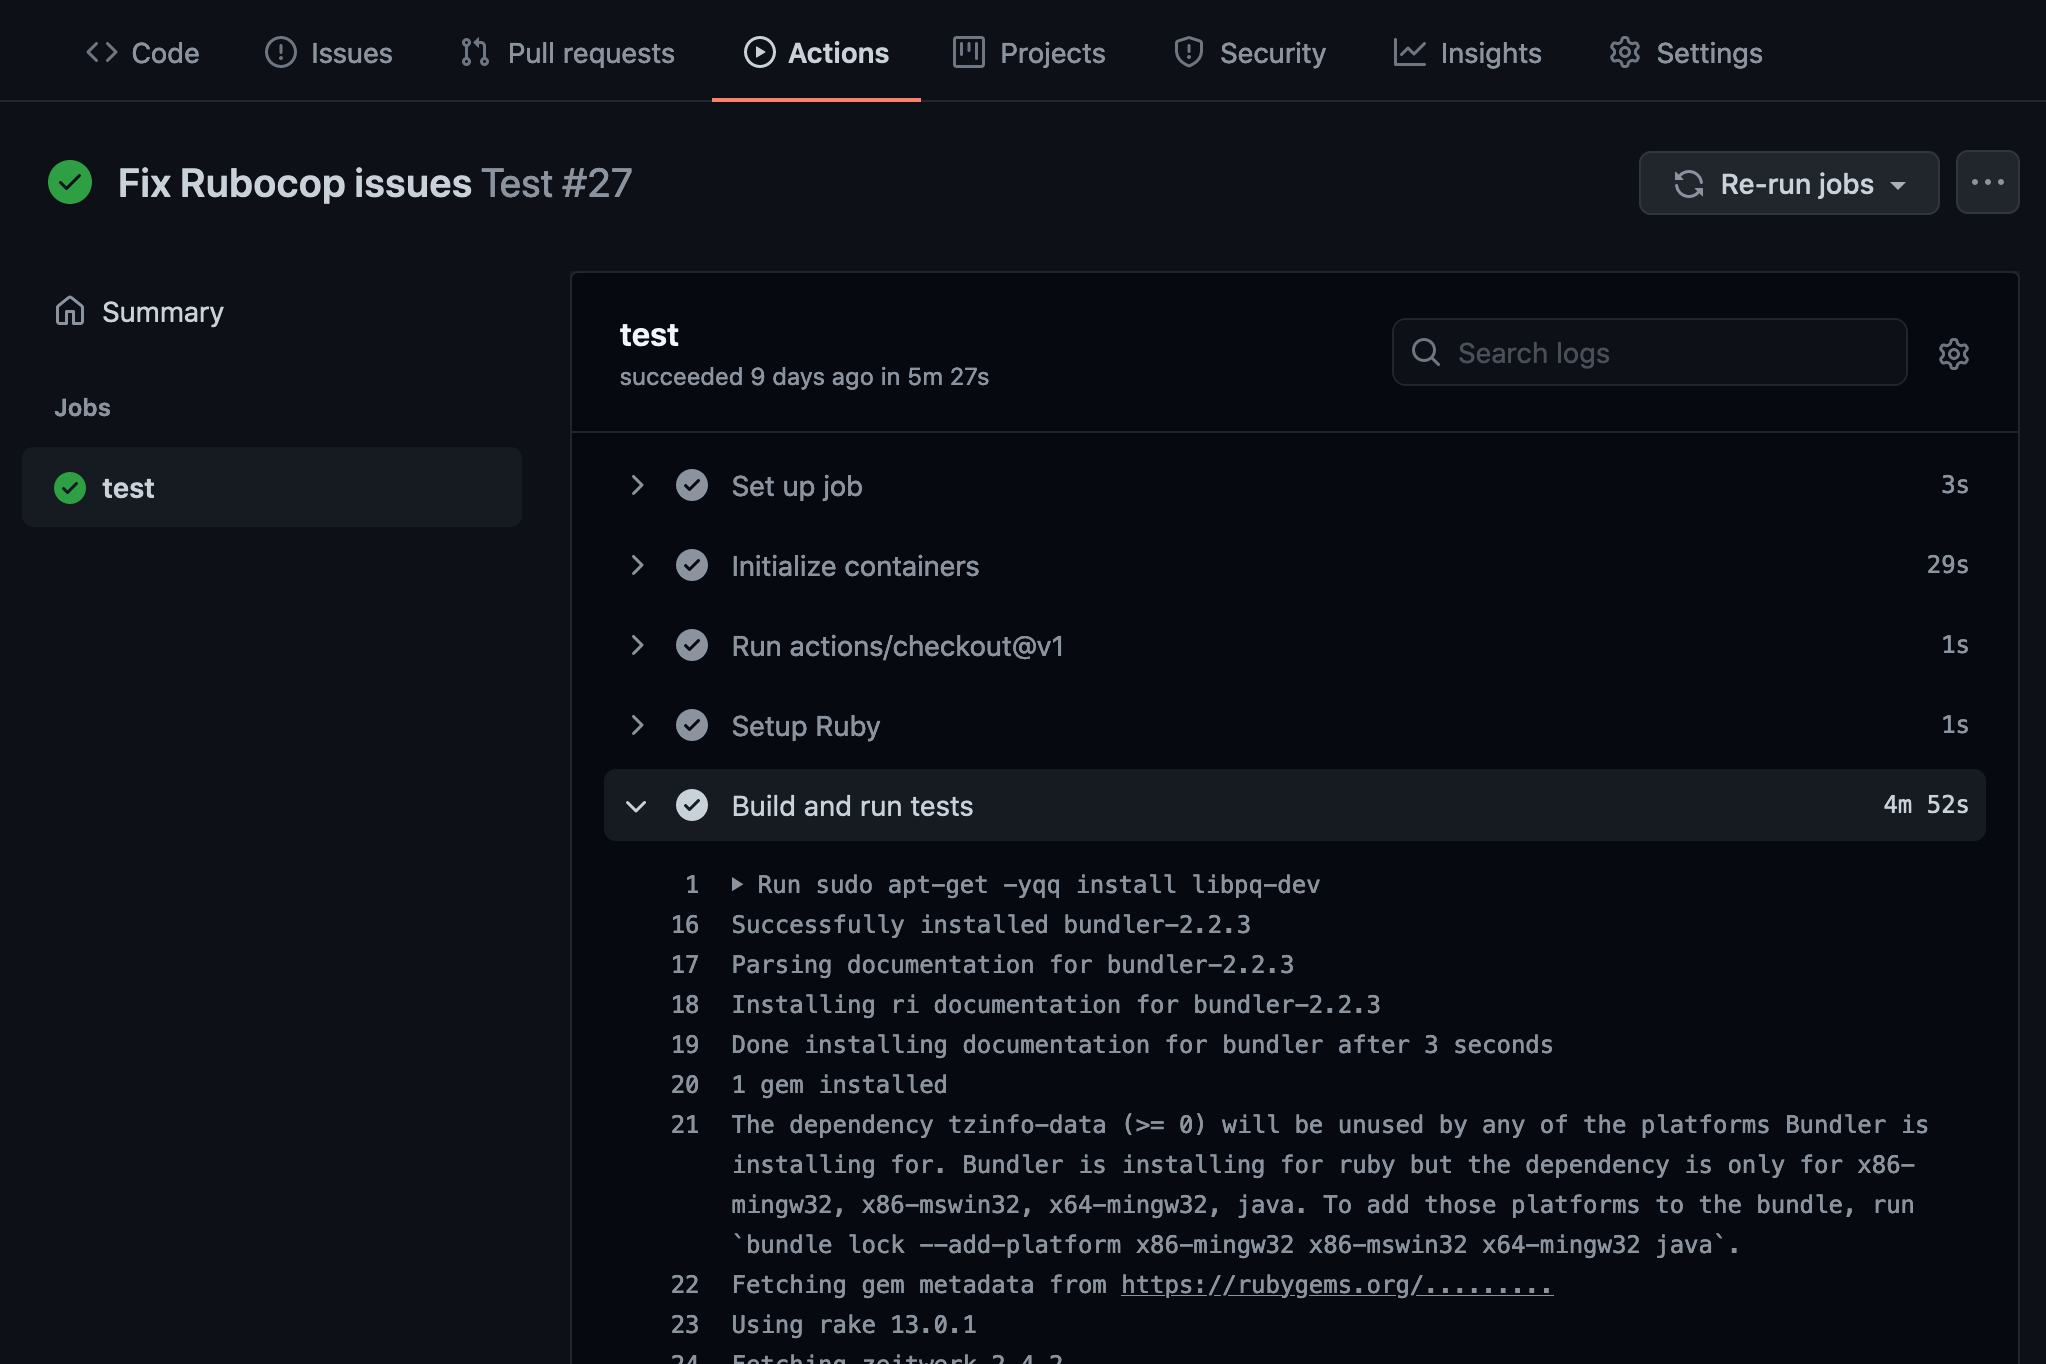 Code Issues Pull requests Actions Projects Security Insights Settings
Fix Rubocop issues Test #27
Re-run jobs
Summary
Jobs
test
test
succeeded 9 days ago in 5m 27s
Search logs
Set up job 3s
Initialize containers 29s
Run actions/checkout@v1 1s
Setup Ruby 1s
Build and run tests 4m 52s
1 Run sudo apt-get -yqq install libpq-dev
16 Successfully installed bundler-2.2.3
17 Parsing documentation for bundler-2.2.3
18 Installing ri documentation for bundler-2.2.3
19 Done installing documentation for bundler after 3 seconds
20 1 gem installed
21 The dependency tzinfo-data (>= 0) will be unused by any of the platforms Bundler is
installing for. Bundler is installing for ruby but the dependency is only for x86-
mingw32, x86-mswin32, x64-mingw32, java. To add those platforms to the bundle, run
`bundle lock --add-platform x86-mingw32 x86-mswin32 x64-mingw32 java`.
22 Fetching gem metadata from https://rubygems.org/.........
23 Using rake 13.0.1
24 Fetching zeitwerk 2.4.2